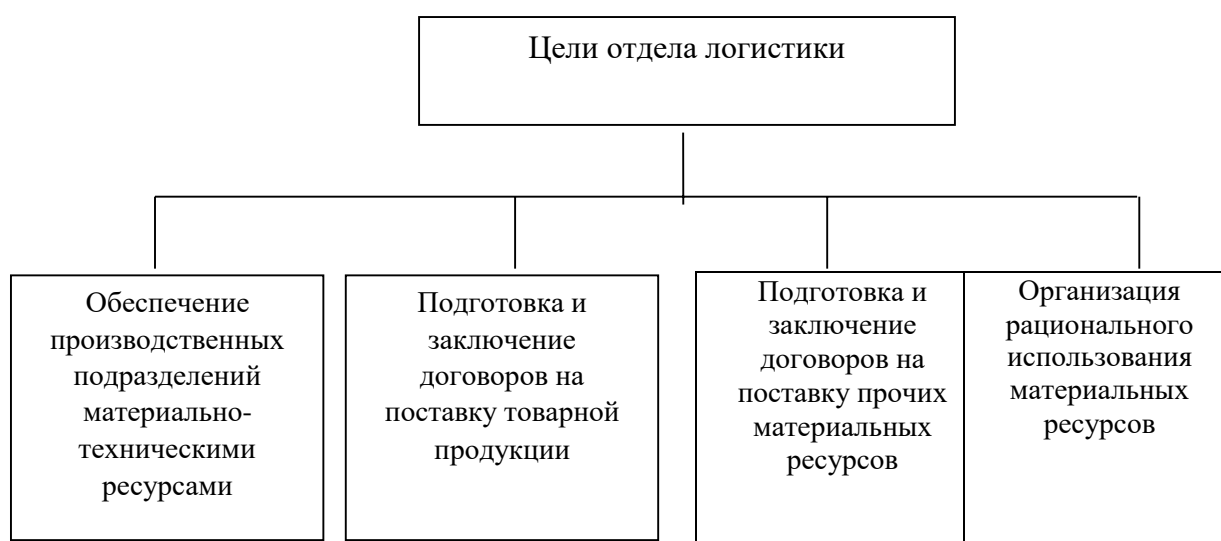 Цели отдела логистики
Обеспечение
производственных
подразделений
материально-
техническими
ресурсами
Подготовка и
заключение
договоров на
поставку товарной
продукции
Подготовка и
заключение
договоров на
поставку прочих
материальных
ресурсов
Организация
рационального
использования
материальных
ресурсов